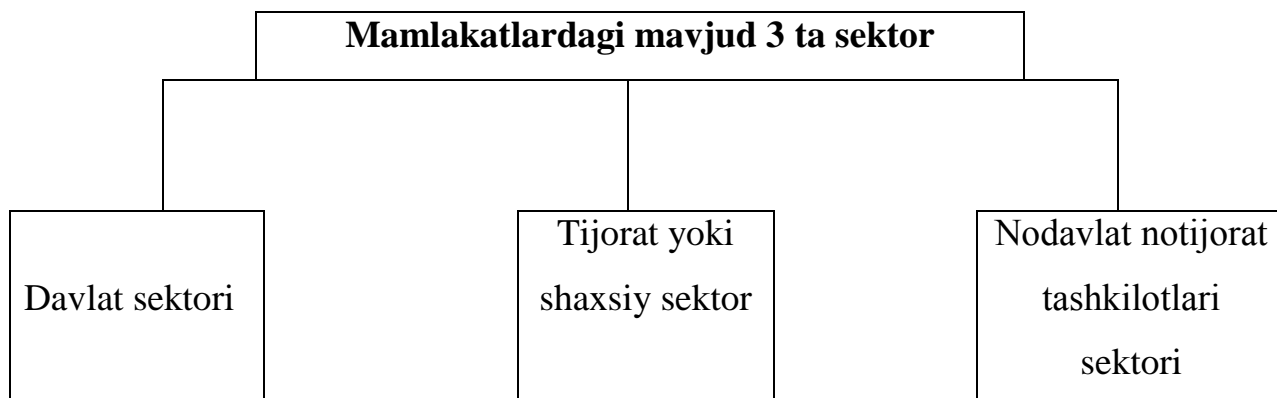 Mamlakatlardagi mavjud 3 ta sektor
Davlat sektori
Tijorat yoki
shaxsiy sektor
Nodavlat notijorat
tashkilotlari
sektori